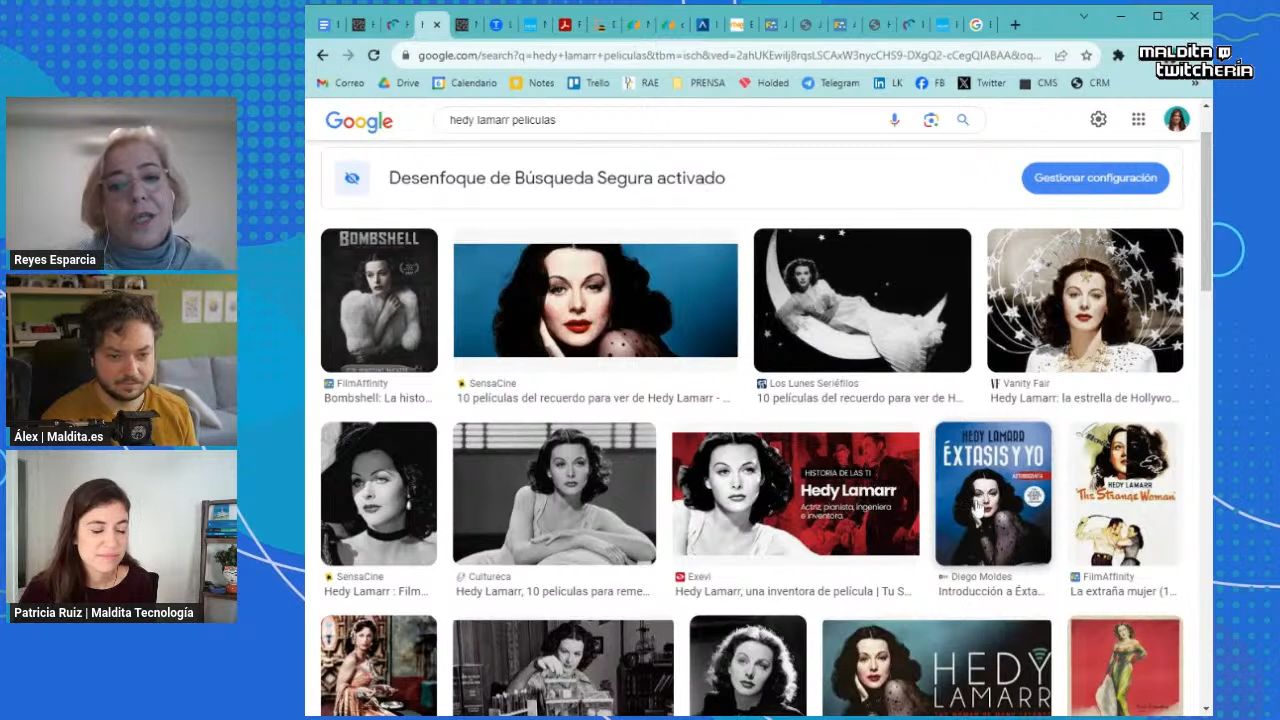 google.com/search?q=hedy+lamarr+peliculas&tbm=isch&ved=2ahUKEwilj8rqsLSCAxW3nycCHS9-DXgQ2-cCegQIABAA&oq...
MALDITA
TWITCHERÍA
Correo
Drive
Calendario
Notes
Trello
RAE
PRENSA
Holded
Telegram
LK
FB
Twitter
CMS
CRM
Google
hedy lamarr peliculas
Desenfoque de Búsqueda Segura activado
Gestionar configuración
BOMBSHELL
FilmAffinity
Bombshell: La histo...
SensaCine
10 películas del recuerdo para ver de Hedy Lamarr - ...
Los Lunes Seriéfilos
10 películas del recuerdo para ver de H...
Vanity Fair
Hedy Lamarr: la estrella de Hollywo...
HISTORIA DE LAS TI
Hedy Lamarr
Actriz, pianista, ingeniera
e inventora.
HEDY LAMARR
ÉXTASIS Y YO
HEDY LAMARR
"The Strange Woman"
SensaCine
Hedy Lamarr : Film...
Cultureca
Hedy Lamarr, 10 películas para reme...
Exevi
Hedy Lamarr, una inventora de película | Tu S...
Diego Moldes
Introducción a Éxta...
FilmAffinity
La extraña mujer (1...
HEDY
LAMARR
Reyes Esparcia
Álex | Maldita.es
Patricia Ruiz | Maldita Tecnología